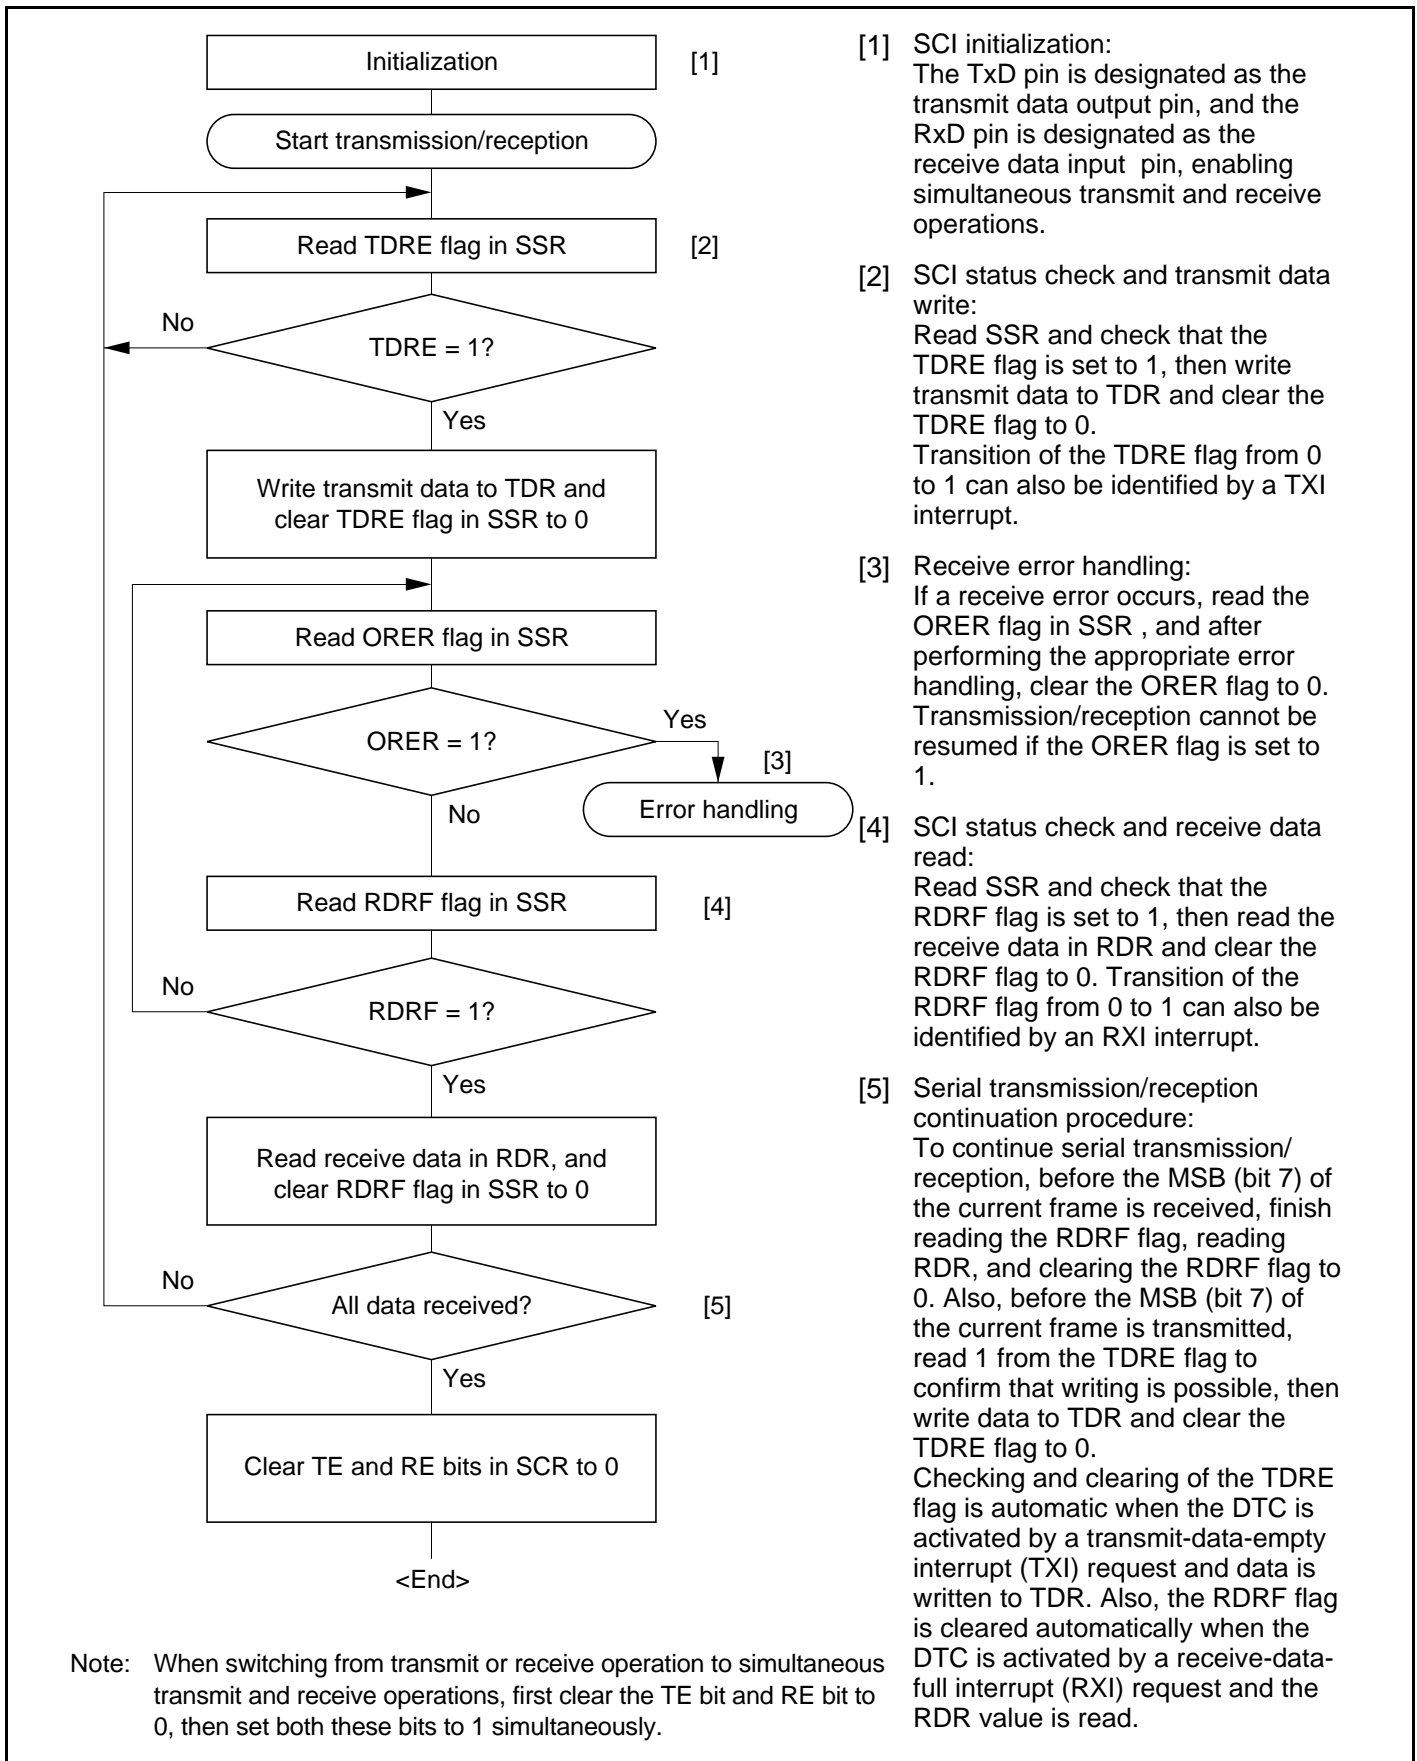 Initialization
[1]
Start transmission/reception
Read TDRE flag in SSR
[2]
No
TDRE = 1?
Yes
Write transmit data to TDR and
clear TDRE flag in SSR to 0
Read ORER flag in SSR
ORER = 1?
Yes
[3]
Error handling
No
Read RDRF flag in SSR
[4]
No
RDRF = 1?
Yes
Read receive data in RDR, and
clear RDRF flag in SSR to 0
No
All data received?
[5]
Yes
Clear TE and RE bits in SCR to 0
<End>
[1] SCI initialization:
The TxD pin is designated as the
transmit data output pin, and the
RxD pin is designated as the
receive data input pin, enabling
simultaneous transmit and receive
operations.
[2] SCI status check and transmit data
write:
Read SSR and check that the
TDRE flag is set to 1, then write
transmit data to TDR and clear the
TDRE flag to 0.
Transition of the TDRE flag from 0
to 1 can also be identified by a TXI
interrupt.
[3] Receive error handling:
If a receive error occurs, read the
ORER flag in SSR , and after
performing the appropriate error
handling, clear the ORER flag to 0.
Transmission/reception cannot be
resumed if the ORER flag is set to
1.
[4] SCI status check and receive data
read:
Read SSR and check that the
RDRF flag is set to 1, then read the
receive data in RDR and clear the
RDRF flag to 0. Transition of the
RDRF flag from 0 to 1 can also be
identified by an RXI interrupt.
[5] Serial transmission/reception
continuation procedure:
To continue serial transmission/
reception, before the MSB (bit 7) of
the current frame is received, finish
reading the RDRF flag, reading
RDR, and clearing the RDRF flag to
0. Also, before the MSB (bit 7) of
the current frame is transmitted,
read 1 from the TDRE flag to
confirm that writing is possible, then
write data to TDR and clear the
TDRE flag to 0.
Checking and clearing of the TDRE
flag is automatic when the DTC is
activated by a transmit-data-empty
interrupt (TXI) request and data is
written to TDR. Also, the RDRF flag
is cleared automatically when the
DTC is activated by a receive-data-
full interrupt (RXI) request and the
RDR value is read.
Note: When switching from transmit or receive operation to simultaneous
transmit and receive operations, first clear the TE bit and RE bit to
0, then set both these bits to 1 simultaneously.